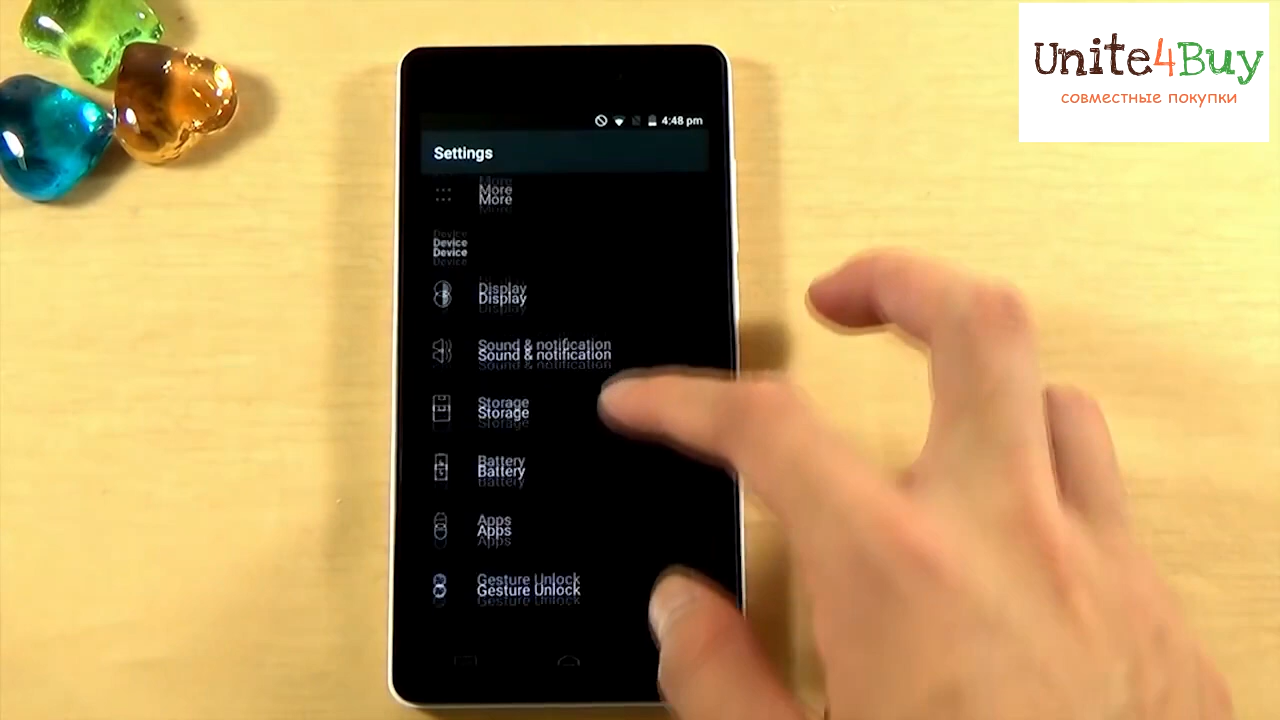 Unite4Buy
совместные покупки
4:48 pm
Settings
More
Device
Display
Sound & notification
Storage
Battery
Apps
Gesture Unlock